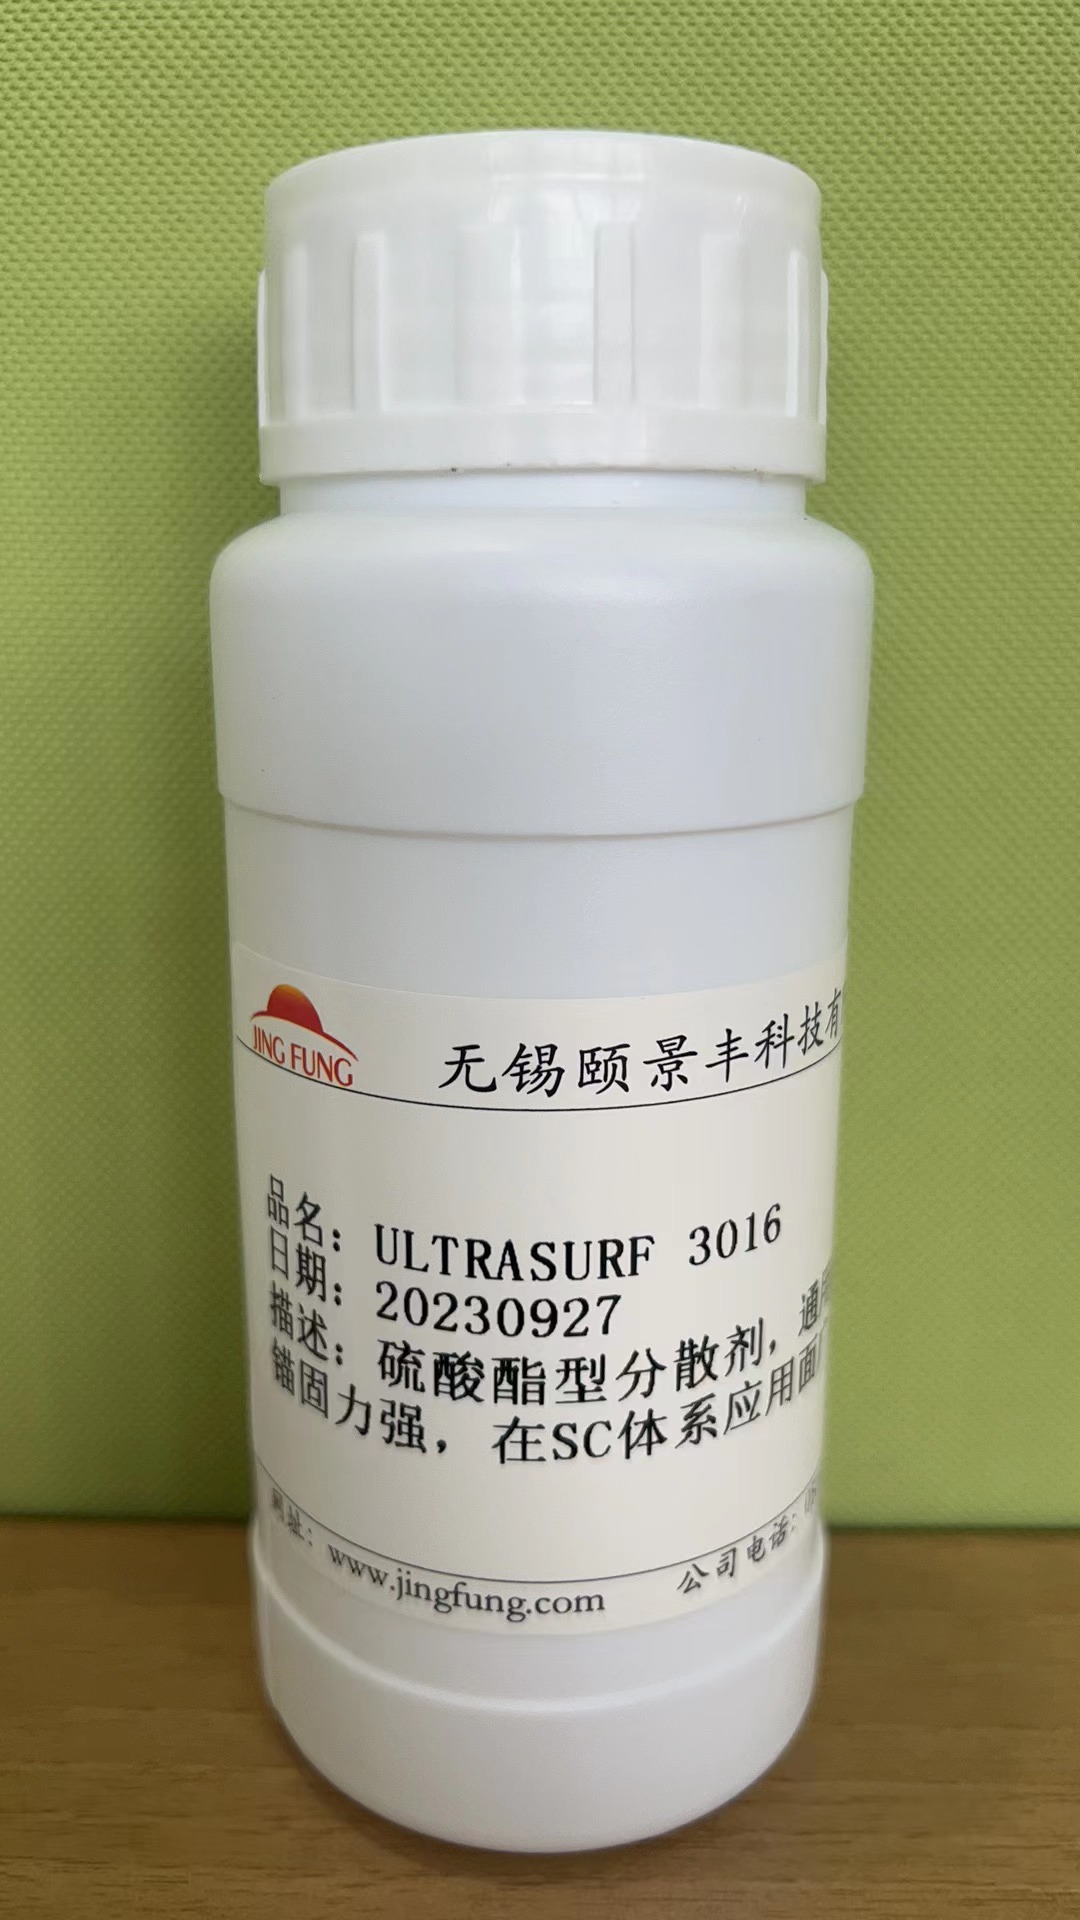 JING FUNG
无锡颐景丰科技有
品名：ULTRASURF 3016
日期：20230927
描述：硫酸酯型分散剂，通
锚固力强，在SC体系应用面
网址：www.jingfung.com 公司电话：